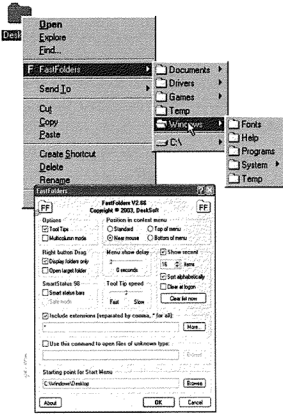 Desk
Open
Explore
Find...
F FastFolders
Send To
Cut
Copy
Paste
Create Shortcut
Delete
Rename
Documents
Drivers
Games
Temp
Windows
C:\
Fonts
Help
Programs
System
Temp
FastFolders
FF
FastFolders V2.66
Copyright © 2003, DeskSoft
FF
Options
Tool Tips
Multicolumn mode
Position in context menu
Standard
Top of menu
Near mouse
Bottom of menu
Right button Drag
Display folders only
Open target folder
Menu show delay
0 seconds
Show recent
16 items
Sort alphabetically
Clear at logon
Clear list now
SmartStatus 98
Smart status bars
Safe mode
Tool Tip speed
Fast Slow
Include extensions (separated by comma, * for all):
*
More...
Use this command to open files of unknown type:
Browse
Starting point for Start Menu
C:\Windows\Desktop
Browse
About
OK
Cancel